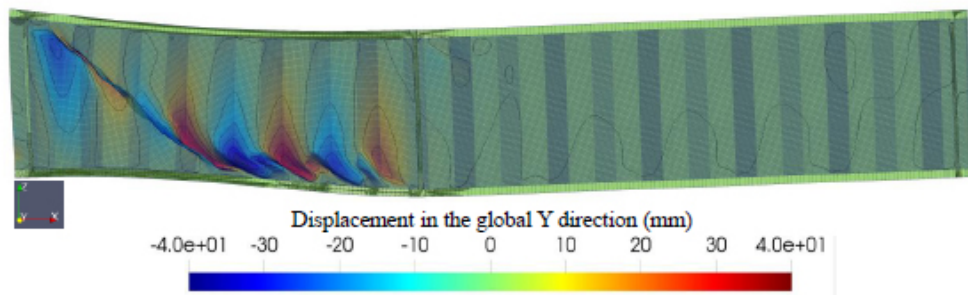 Z
Y X
Displacement in the global Y direction (mm)
-4.0e+01 -30 -20 -10 0 10 20 30 4.0e+01